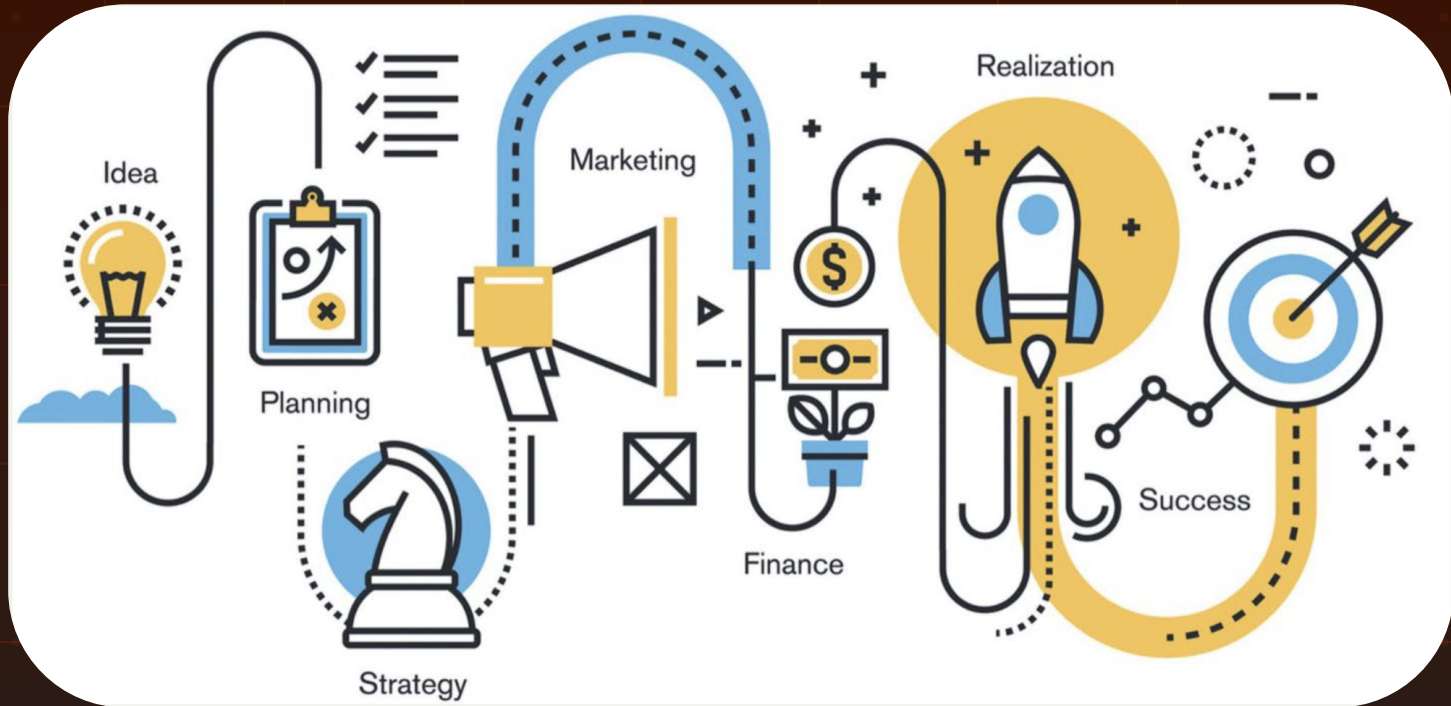 Idea
Planning
Strategy
Marketing
$
Finance
Realization
Success